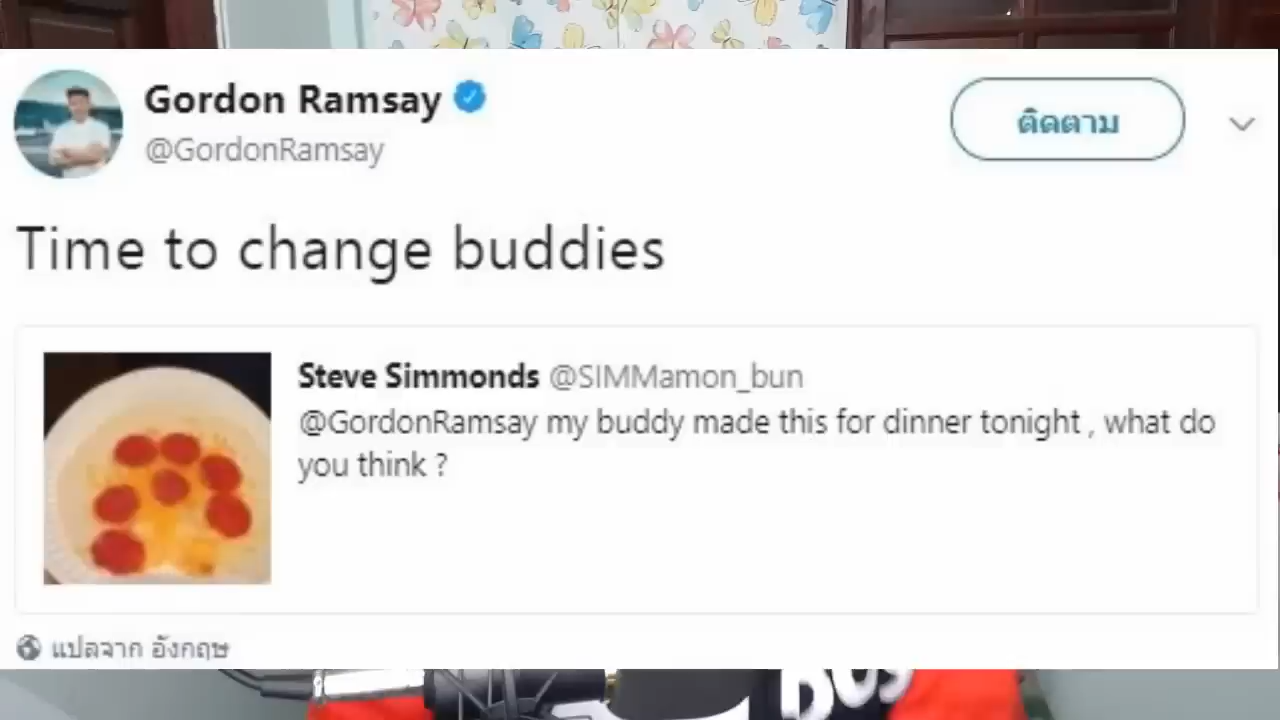 Gordon Ramsay
@GordonRamsay
ติดตาม
Time to change buddies
Steve Simmonds @SIMMamon_bun
@GordonRamsay my buddy made this for dinner tonight , what do
you think ?
แปลจาก อังกฤษ